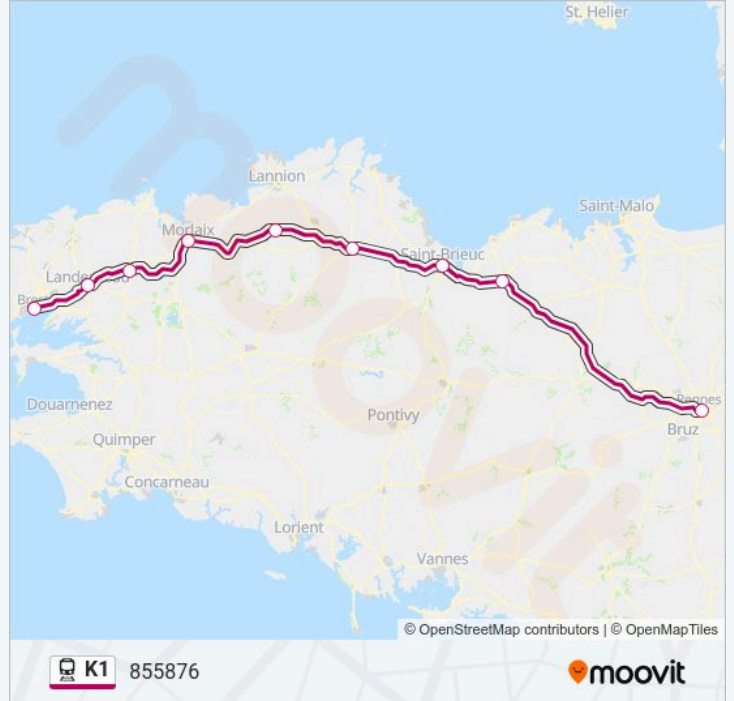 St. Helier
Lannion
Saint-Malo
Morlaix
Saint-Brieuc
Rennes
Douarnenez
Pontivy
Bruz
Quimper
Concarneau
Lorient
Vannes
© OpenStreetMap contributors | © OpenMapTiles
K1 855876
moovit